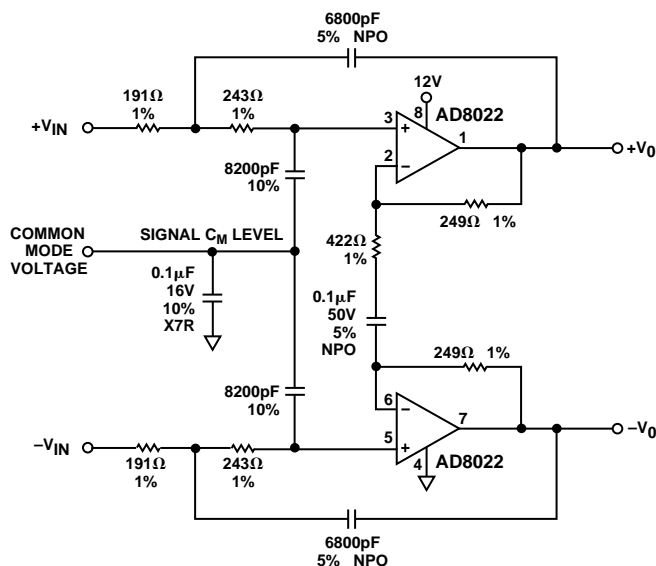 6800pF
5% NPO
12V
191Ω
1%
243Ω
1%
8
AD8022
+VIN
3
+
1
+V0
2
–
8200pF
10%
249Ω 1%
COMMON
MODE
VOLTAGE
SIGNAL CM LEVEL
422Ω
1%
0.1μF
16V
10%
X7R
0.1μF
50V
5%
NPO
249Ω 1%
8200pF
10%
6
–
7
–V0
5
+
–VIN
4
AD8022
191Ω
1%
243Ω
1%
6800pF
5% NPO